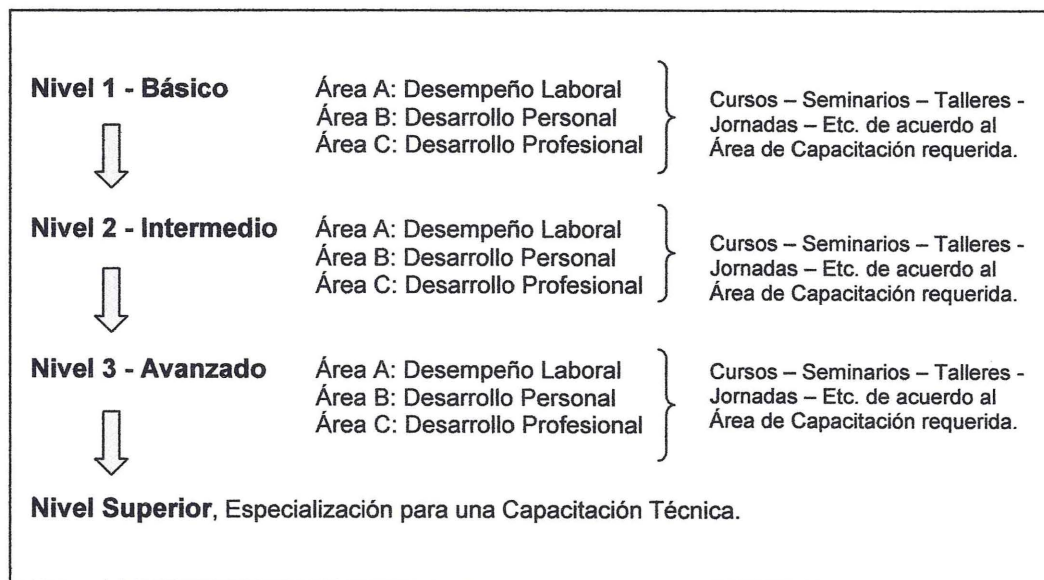 Nivel 1 - Básico
Área A: Desempeño Laboral
Área B: Desarrollo Personal
Área C: Desarrollo Profesional
Cursos – Seminarios – Talleres -
Jornadas – Etc. de acuerdo al
Área de Capacitación requerida.
Nivel 2 - Intermedio
Área A: Desempeño Laboral
Área B: Desarrollo Personal
Área C: Desarrollo Profesional
Cursos – Seminarios – Talleres -
Jornadas – Etc. de acuerdo al
Área de Capacitación requerida.
Nivel 3 - Avanzado
Área A: Desempeño Laboral
Área B: Desarrollo Personal
Área C: Desarrollo Profesional
Cursos – Seminarios – Talleres -
Jornadas – Etc. de acuerdo al
Área de Capacitación requerida.
Nivel Superior, Especialización para una Capacitación Técnica.